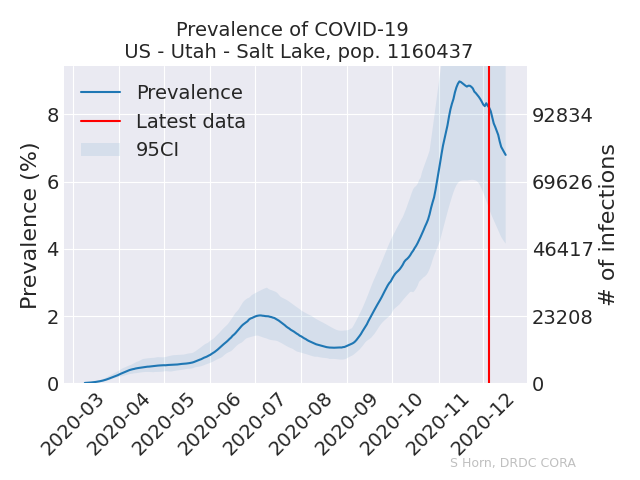 Prevalence of COVID-19
US - Utah - Salt Lake, pop. 1160437
Prevalence
Latest data
95CI
Prevalence (%)
8
6
4
2
0
92834
69626
46417
23208
0
# of infections
2020-03
2020-04
2020-05
2020-06
2020-07
2020-08
2020-09
2020-10
2020-11
2020-12
S Horn, DRDC CORA